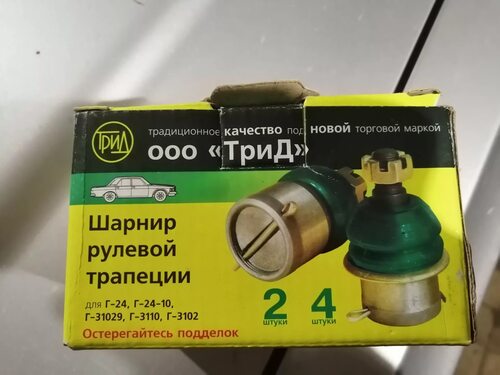 ТРИД
традиционное качество под новой торговой маркой
ООО «ТриД»
Шарнир
рулевой
трапеции
для Г-24, Г-24-10,
Г-31029, Г-3110, Г-3102
Остерегайтесь подделок
2 4
штуки штуки